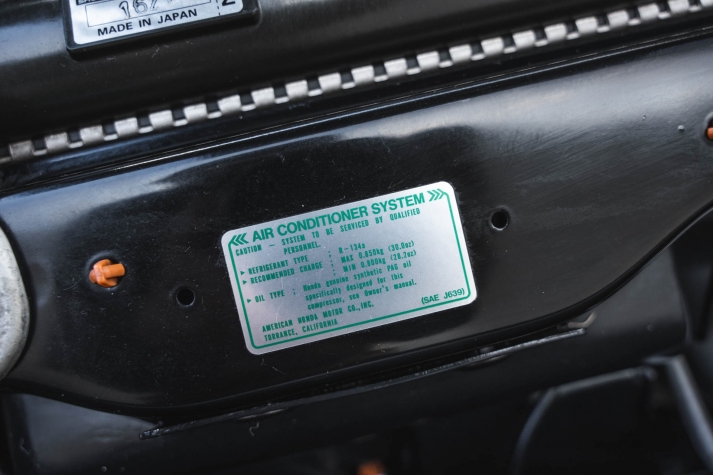 MADE IN JAPAN
AIR CONDITIONER SYSTEM
CAUTION – SYSTEM TO BE SERVICED BY QUALIFIED
PERSONNEL.
REFRIGERANT TYPE : R-134a
RECOMMENDED CHARGE : MAX 0.850kg (30.0oz)
MIN 0.800kg (28.2oz)
OIL TYPE : Honda genuine synthetic PAG oil
specifically designed for this
compressor, see Owner's manual.
AMERICAN HONDA MOTOR CO., INC.
TORRANCE, CALIFORNIA
(SAE J639)